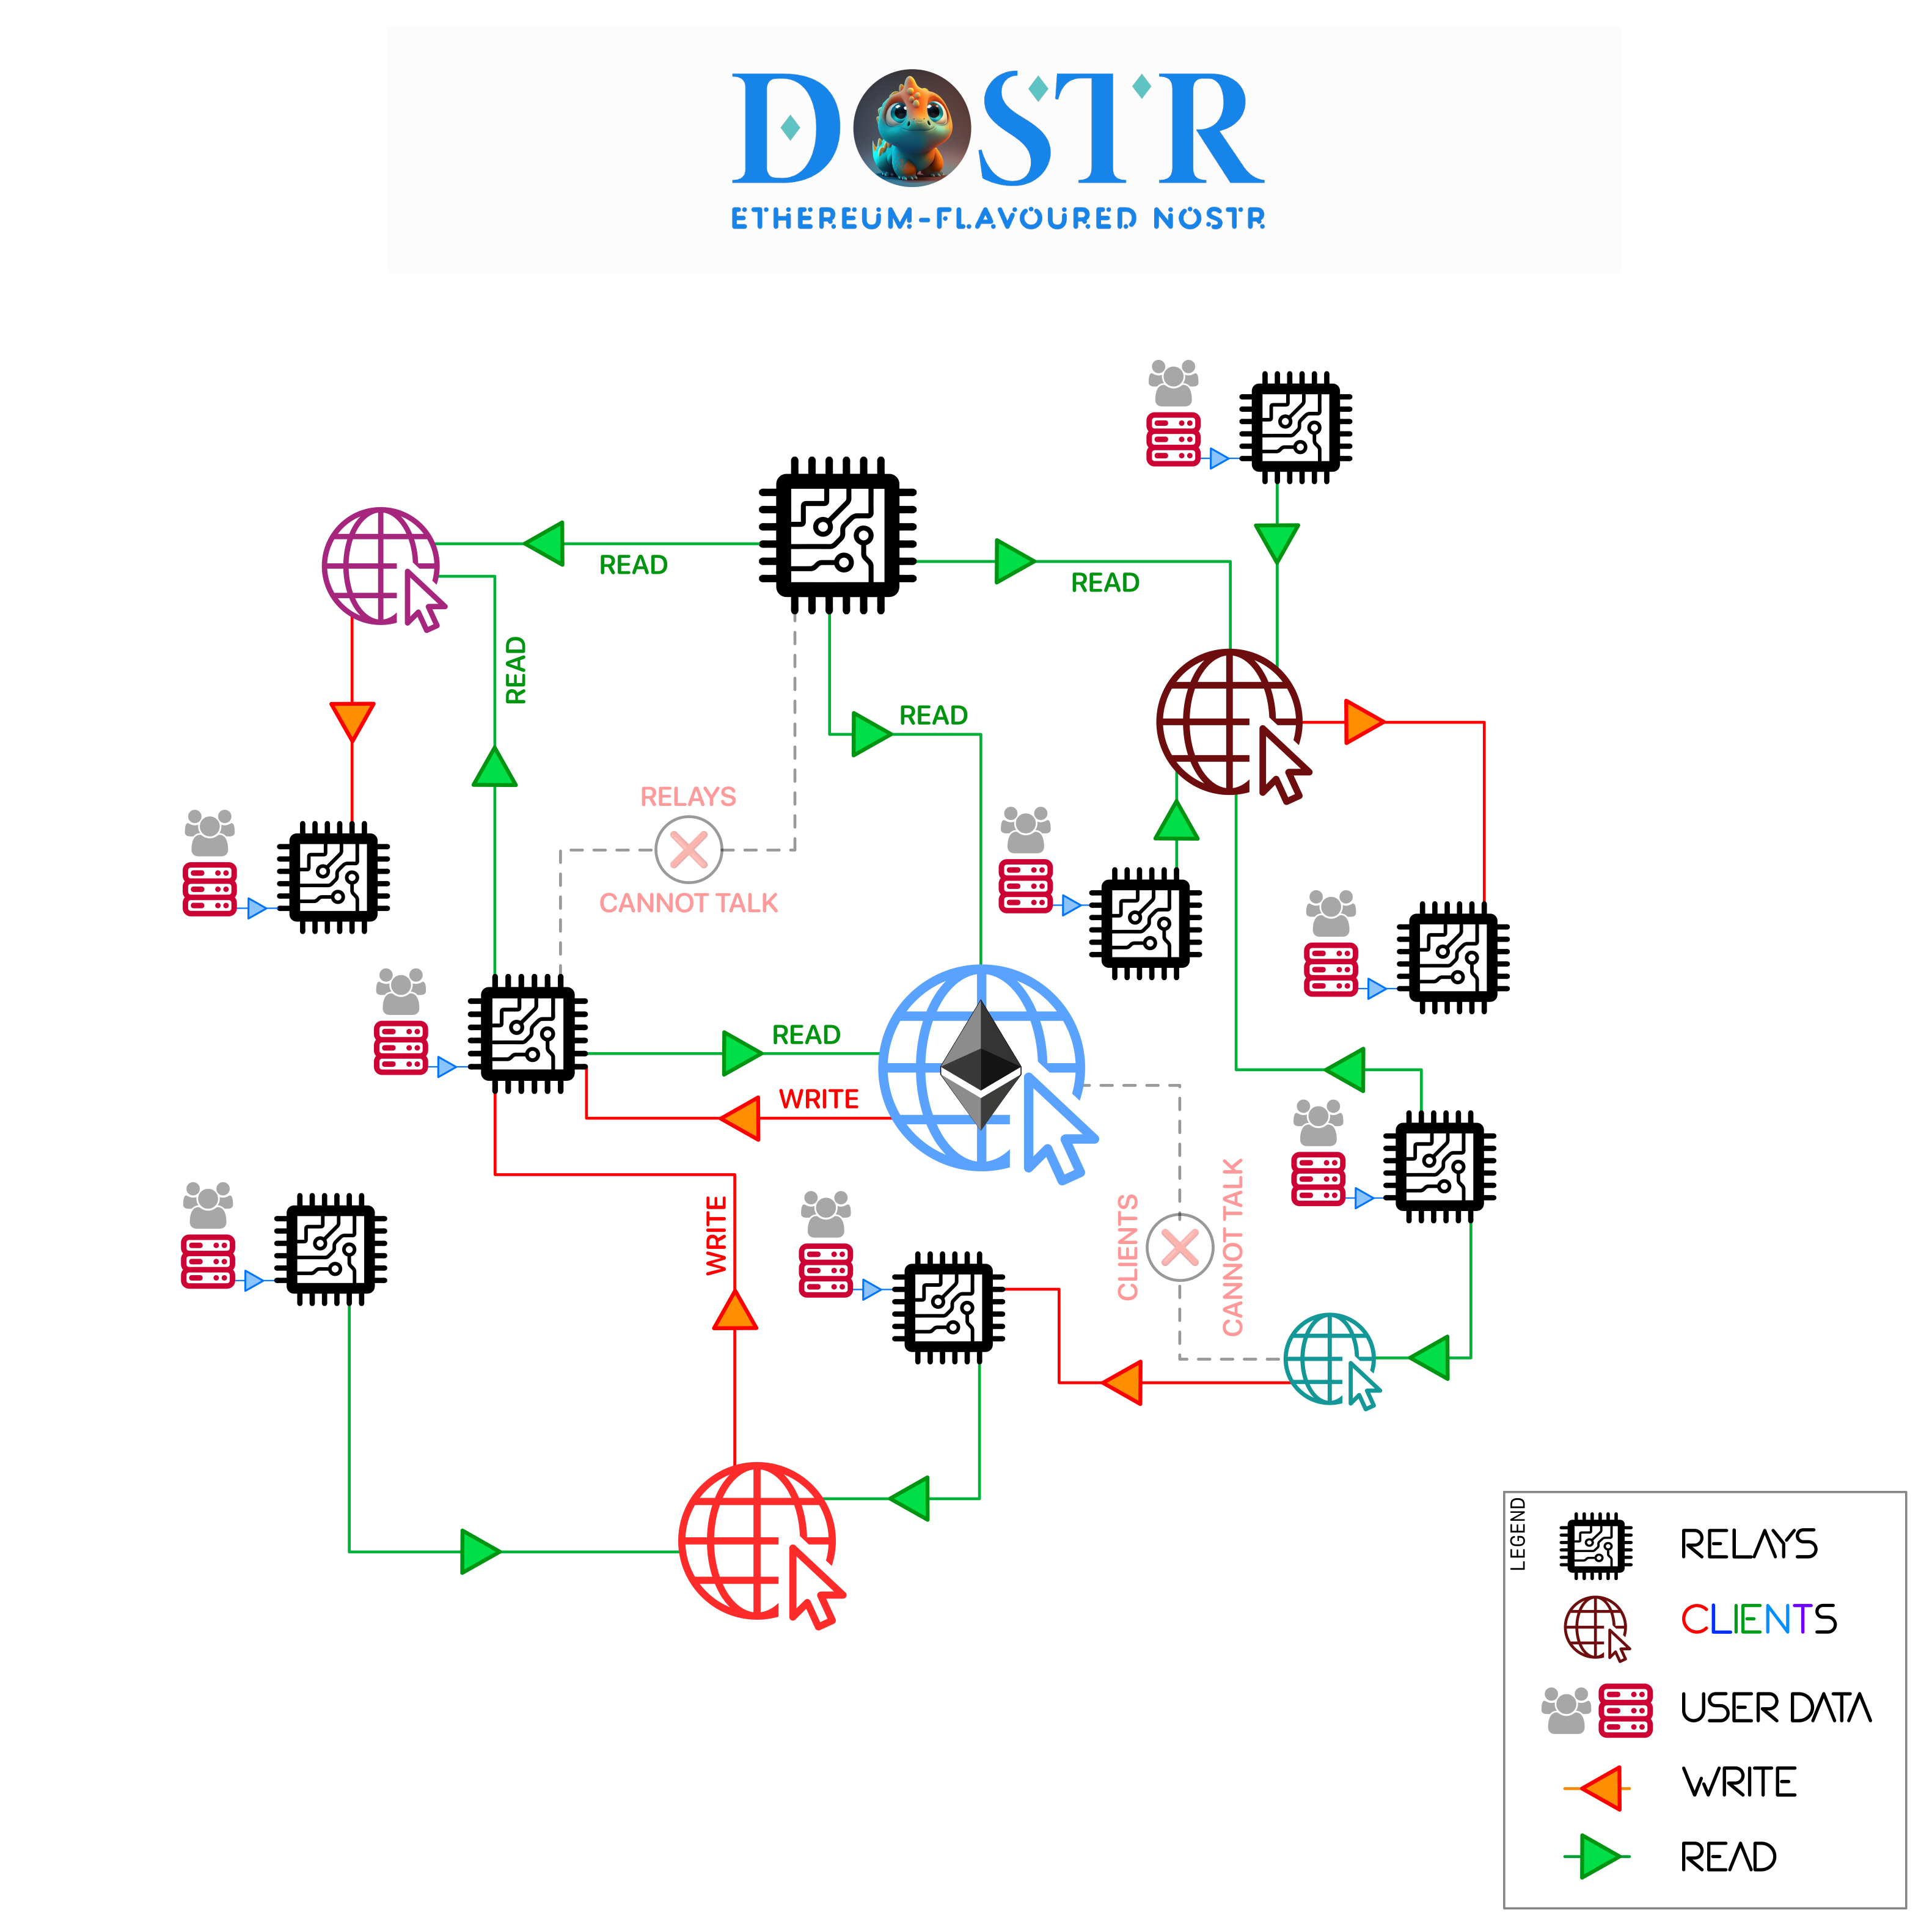 DOSTR
ETHEREUM-FLAVOURED NOSTR
READ
READ
READ
READ
RELAYS
CANNOT TALK
READ
WRITE
WRITE
CLIENTS
CANNOT TALK
LEGEND
RELAYS
CLIENTS
USER DATA
WRITE
READ